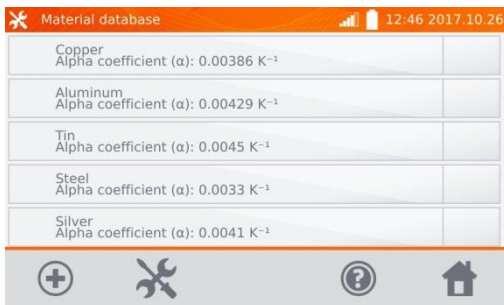 Material database
12:46 2017.10.26
Copper
Alpha coefficient (α): 0.00386 K⁻¹
Aluminum
Alpha coefficient (α): 0.00429 K⁻¹
Tin
Alpha coefficient (α): 0.0045 K⁻¹
Steel
Alpha coefficient (α): 0.0033 K⁻¹
Silver
Alpha coefficient (α): 0.0041 K⁻¹